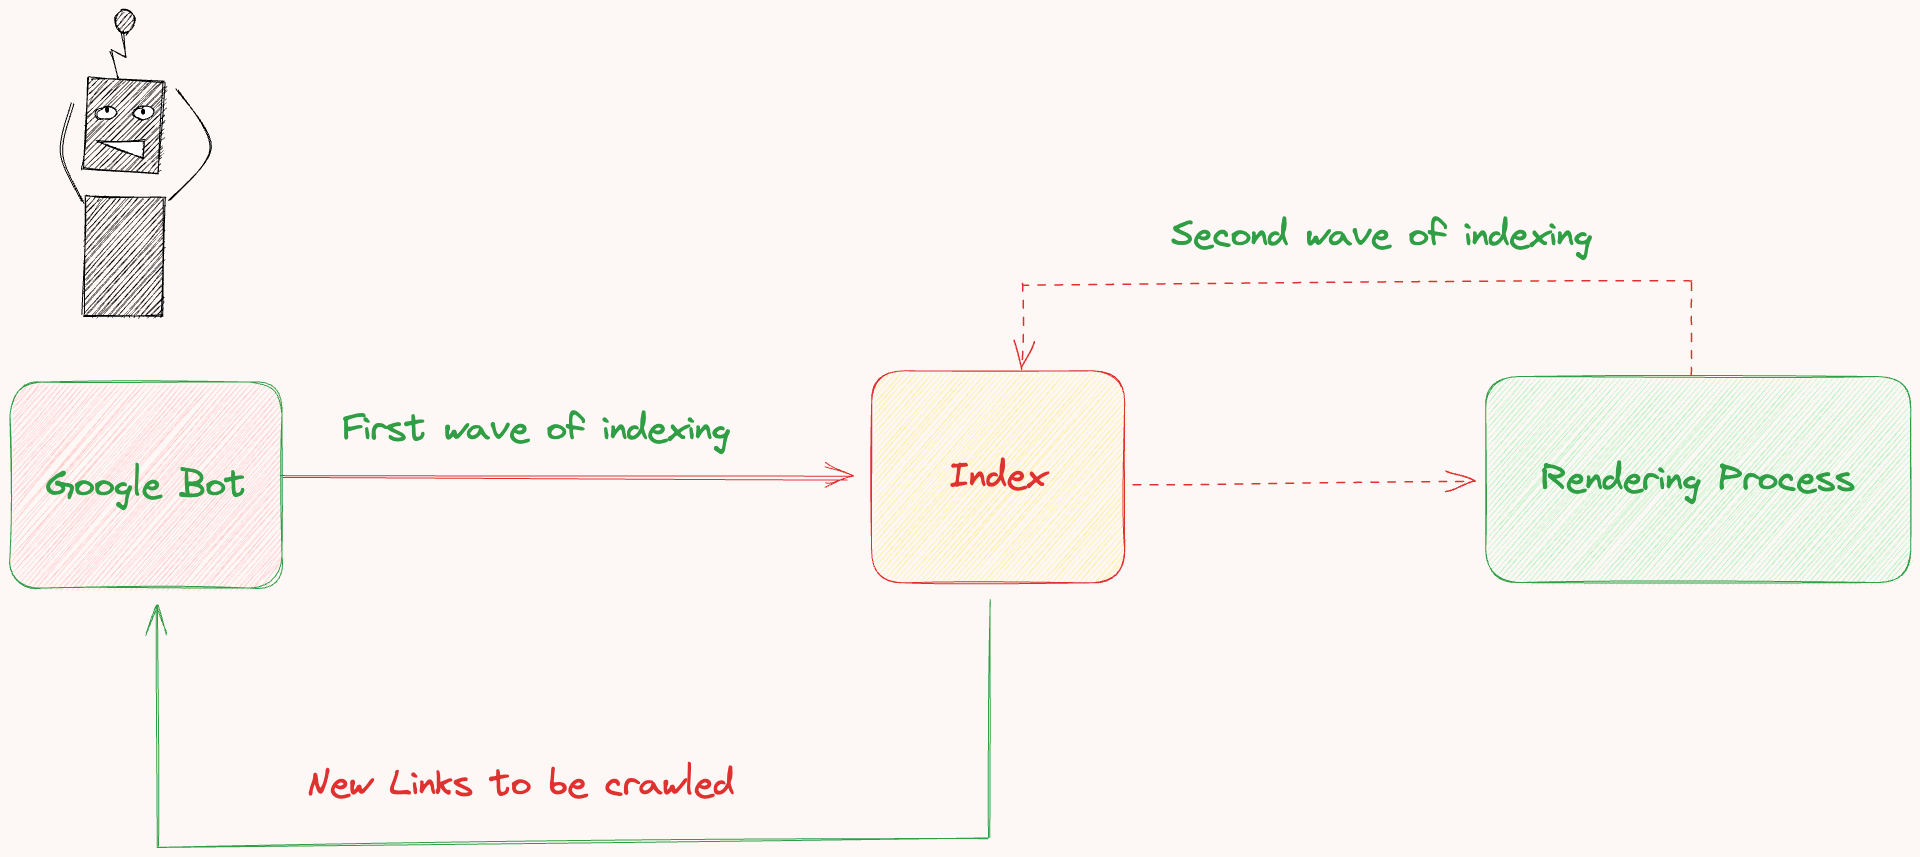 Second wave of indexing
First wave of indexing
Google Bot
Index
Rendering Process
New Links to be crawled